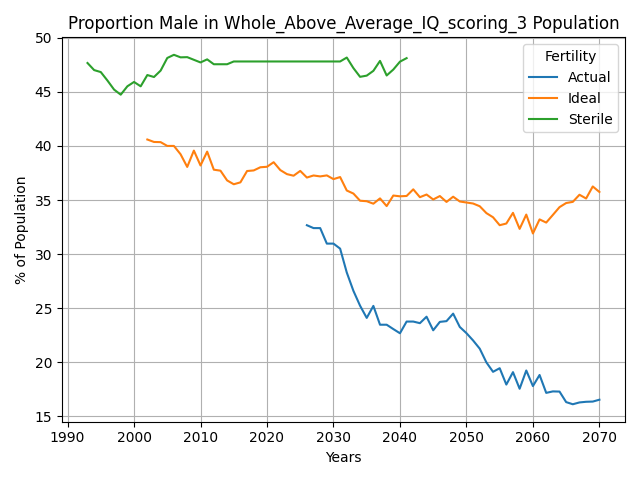 Proportion Male in Whole_Above_Average_IQ_scoring_3 Population
% of Population
50
45
40
35
30
25
20
15
Fertility
Actual
Ideal
Sterile
1990 2000 2010 2020 2030 2040 2050 2060 2070
Years